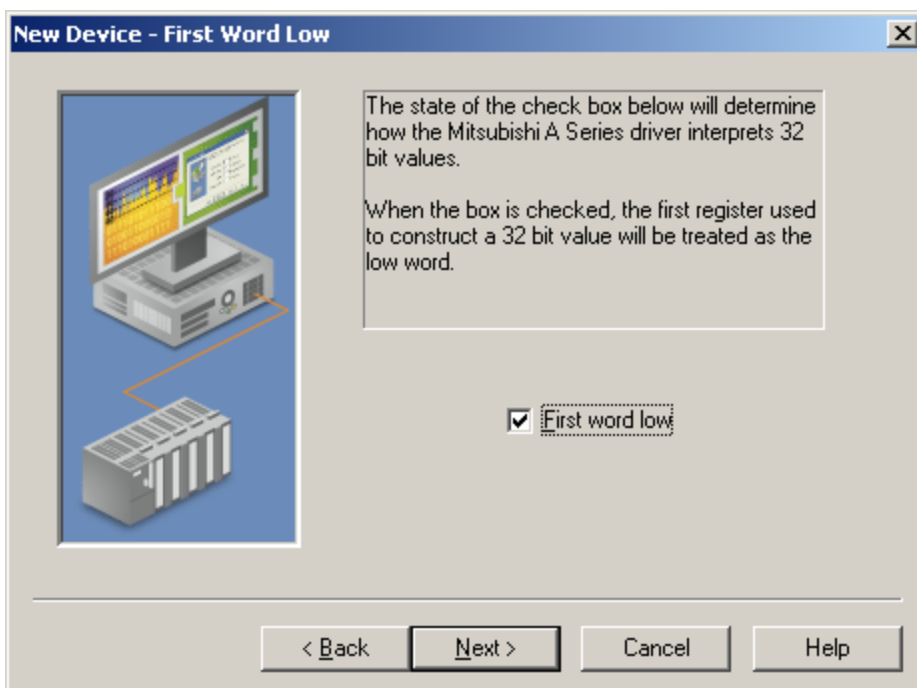 New Device - First Word Low
The state of the check box below will determine
how the Mitsubishi A Series driver interprets 32
bit values.
When the box is checked, the first register used
to construct a 32 bit value will be treated as the
low word.
First word low
< Back
Next >
Cancel
Help